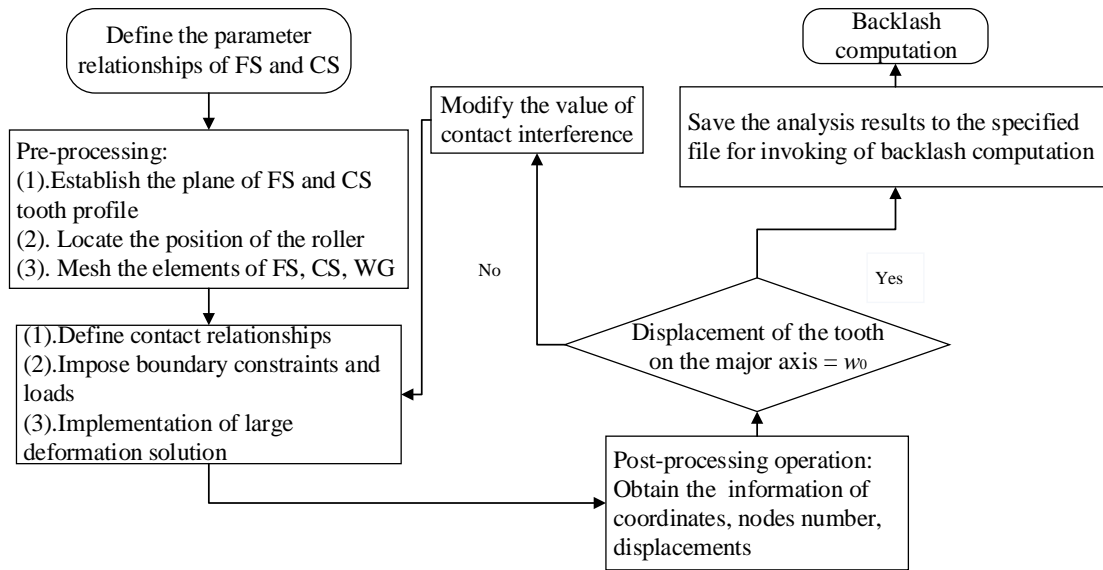 Define the parameter
relationships of FS and CS
Pre-processing:
(1).Establish the plane of FS and CS
tooth profile
(2). Locate the position of the roller
(3). Mesh the elements of FS, CS, WG
(1).Define contact relationships
(2).Impose boundary constraints and
loads
(3).Implementation of large
deformation solution
Post-processing operation:
Obtain the information of
coordinates, nodes number,
displacements
Displacement of the tooth
on the major axis = w0
No
Modify the value of
contact interference
Yes
Save the analysis results to the specified
file for invoking of backlash computation
Backlash
computation